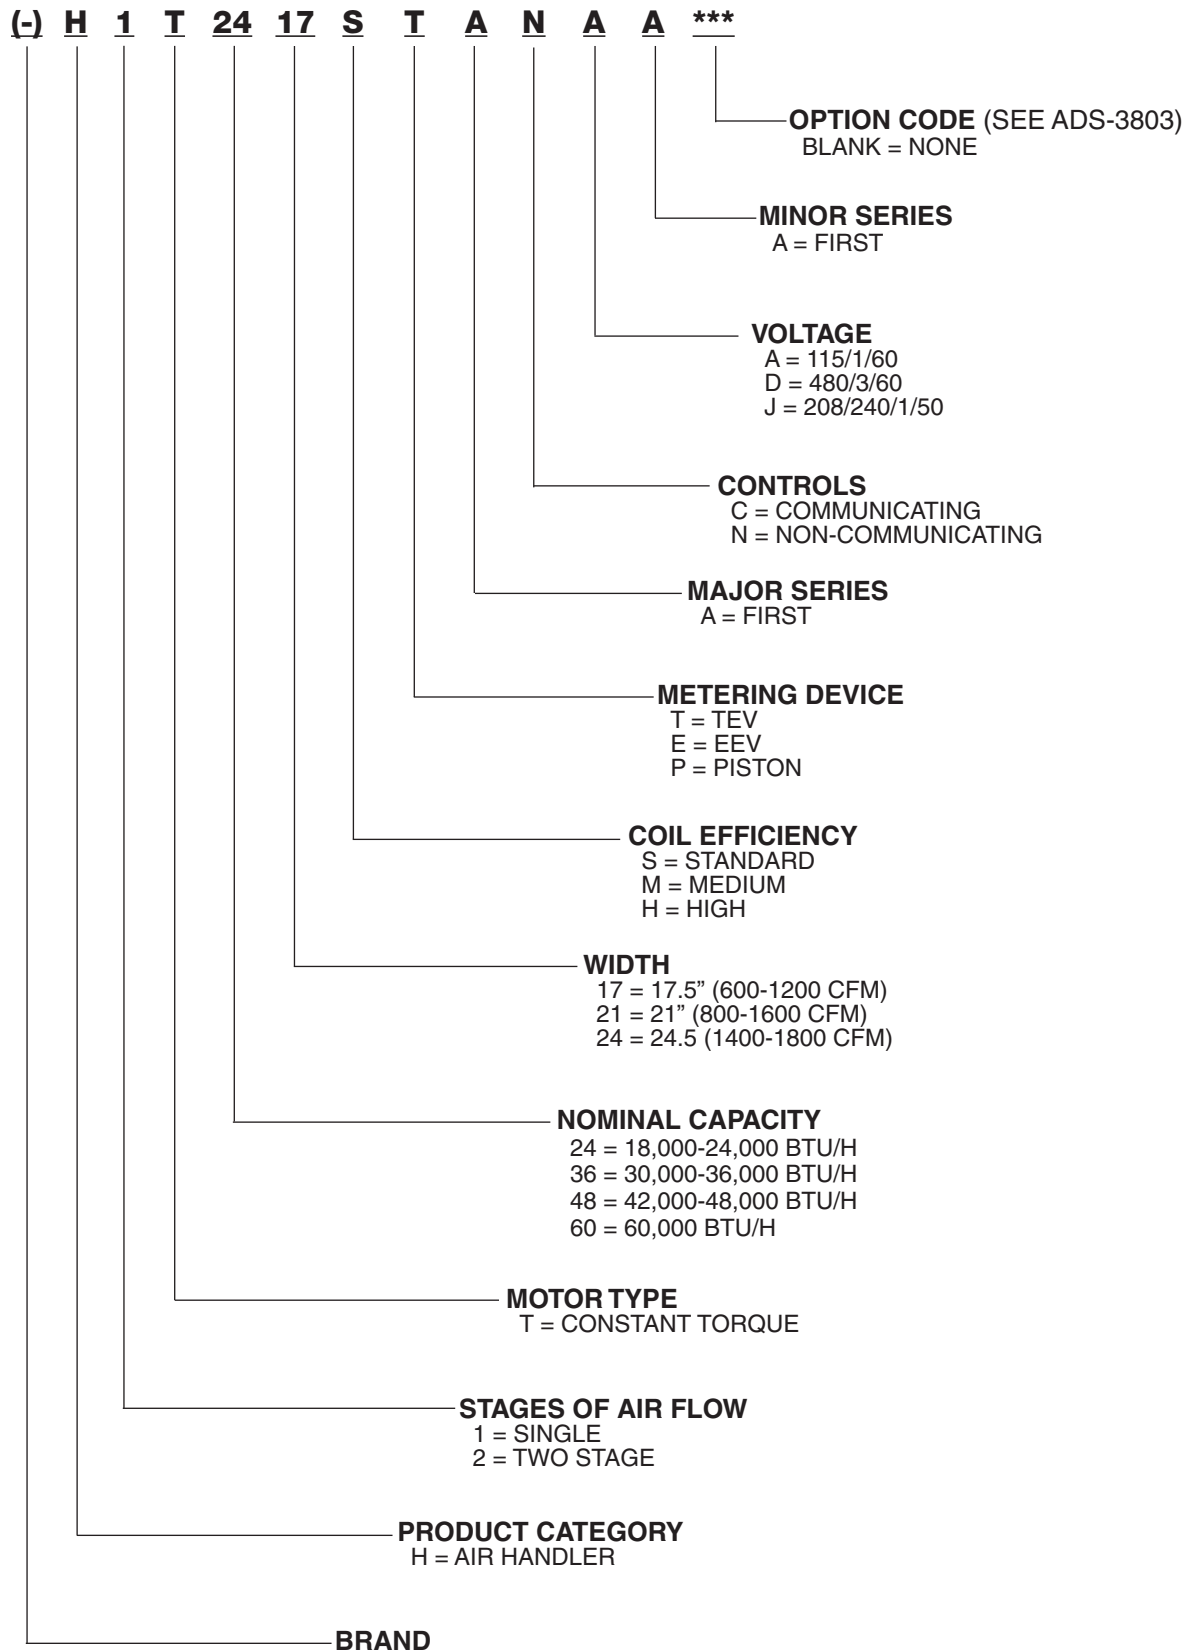 (-) H 1 T 24 17 S T A N A A ***
OPTION CODE (SEE ADS-3803)
BLANK = NONE
MINOR SERIES
A = FIRST
VOLTAGE
A = 115/1/60
D = 480/3/60
J = 208/240/1/50
CONTROLS
C = COMMUNICATING
N = NON-COMMUNICATING
MAJOR SERIES
A = FIRST
METERING DEVICE
T = TEV
E = EEV
P = PISTON
COIL EFFICIENCY
S = STANDARD
M = MEDIUM
H = HIGH
WIDTH
17 = 17.5” (600-1200 CFM)
21 = 21” (800-1600 CFM)
24 = 24.5 (1400-1800 CFM)
NOMINAL CAPACITY
24 = 18,000-24,000 BTU/H
36 = 30,000-36,000 BTU/H
48 = 42,000-48,000 BTU/H
60 = 60,000 BTU/H
MOTOR TYPE
T = CONSTANT TORQUE
STAGES OF AIR FLOW
1 = SINGLE
2 = TWO STAGE
PRODUCT CATEGORY
H = AIR HANDLER
BRAND